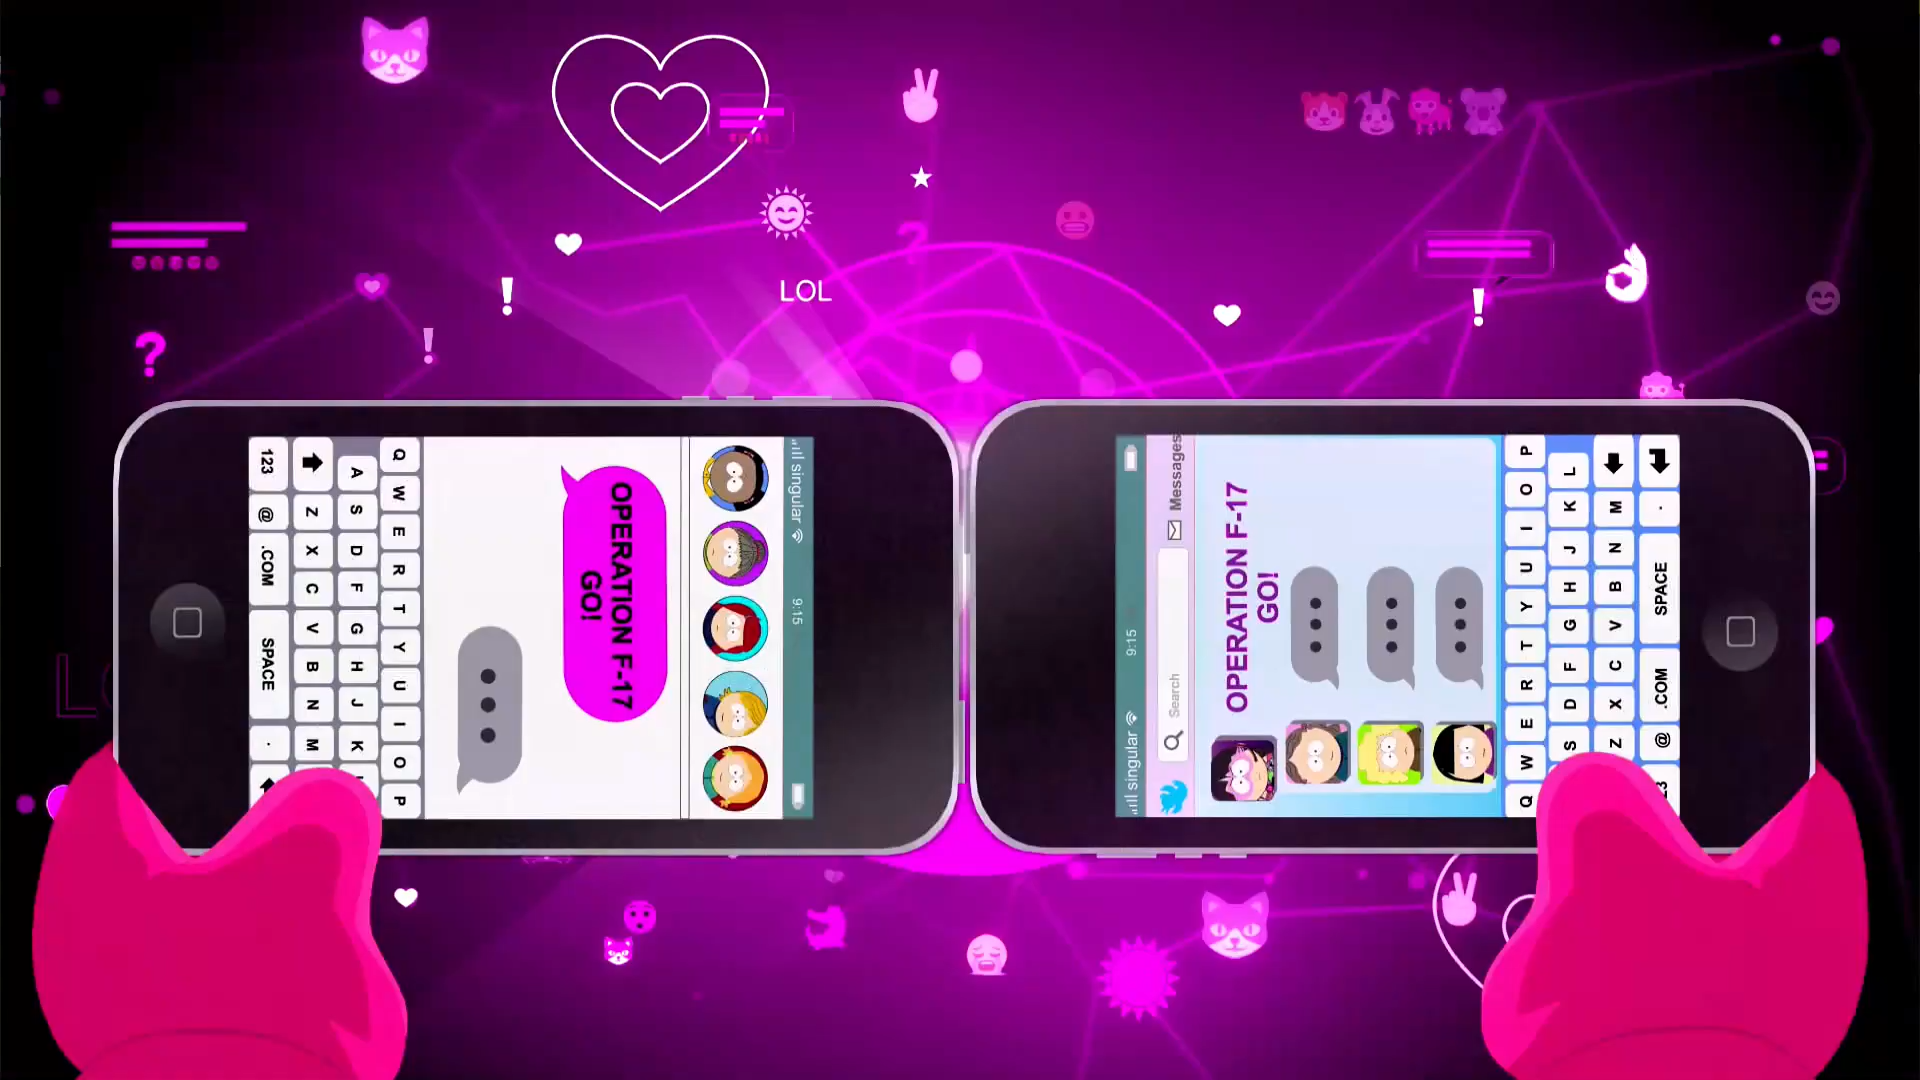 LOL
singular
9:15
OPERATION F-17
GO!
Q W E R T Y U I O P
A S D F G H J K
Z X C V B N M
123 @ .COM SPACE .
singular
9:15
Messages
Search
OPERATION F-17
GO!
Q W E R T Y U I O P
S D F G H J K L
Z X C V B N M
@ .COM SPACE .